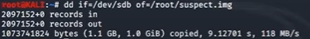 root@KALI:~# dd if=/dev/sdb of=/root/suspect.img
2097152+0 records in
2097152+0 records out
1073741824 bytes (1.1 GB, 1.0 GiB) copied, 9.12701 s, 118 MB/s